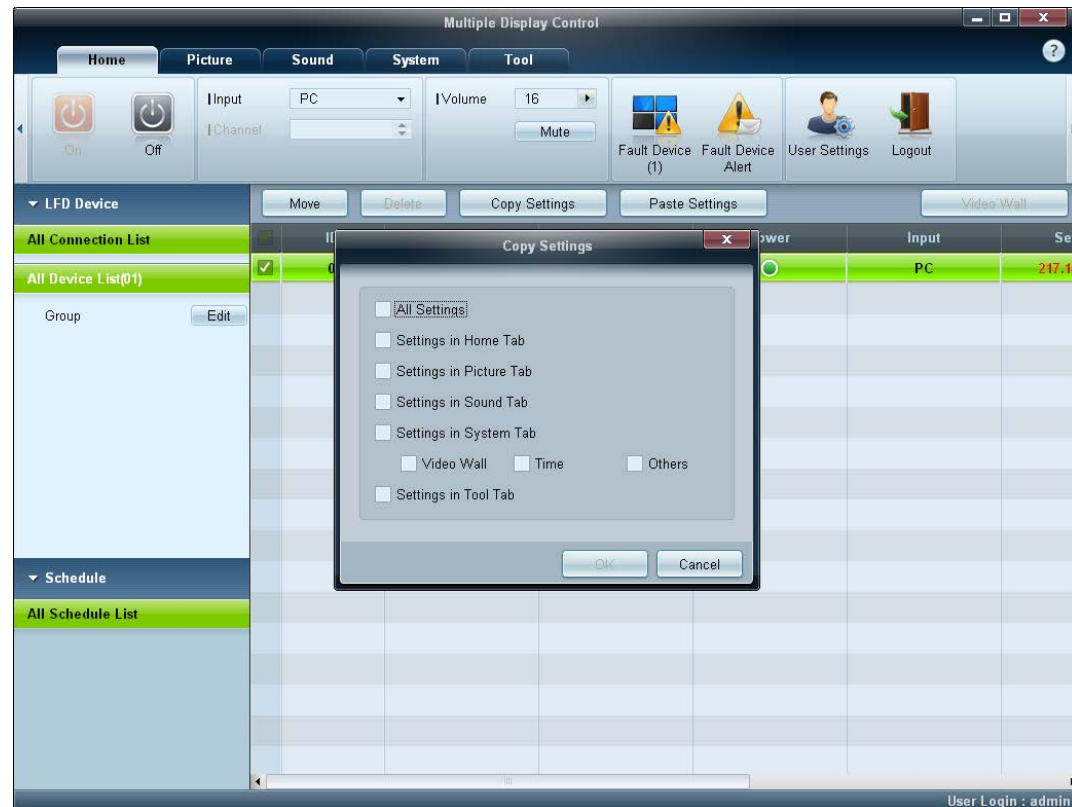 Multiple Display Control
Home Picture Sound System Tool
Input PC Volume 16
Channel Mute
On Off
Fault Device (1) Fault Device Alert User Settings Logout
LFD Device Move Delete Copy Settings Paste Settings Video Wall
All Connection List
Input
All Device List(01)
PC
Group Edit
Copy Settings
All Settings
Settings in Home Tab
Settings in Picture Tab
Settings in Sound Tab
Settings in System Tab
Video Wall Time Others
Settings in Tool Tab
OK Cancel
Schedule
All Schedule List
User Login : admin